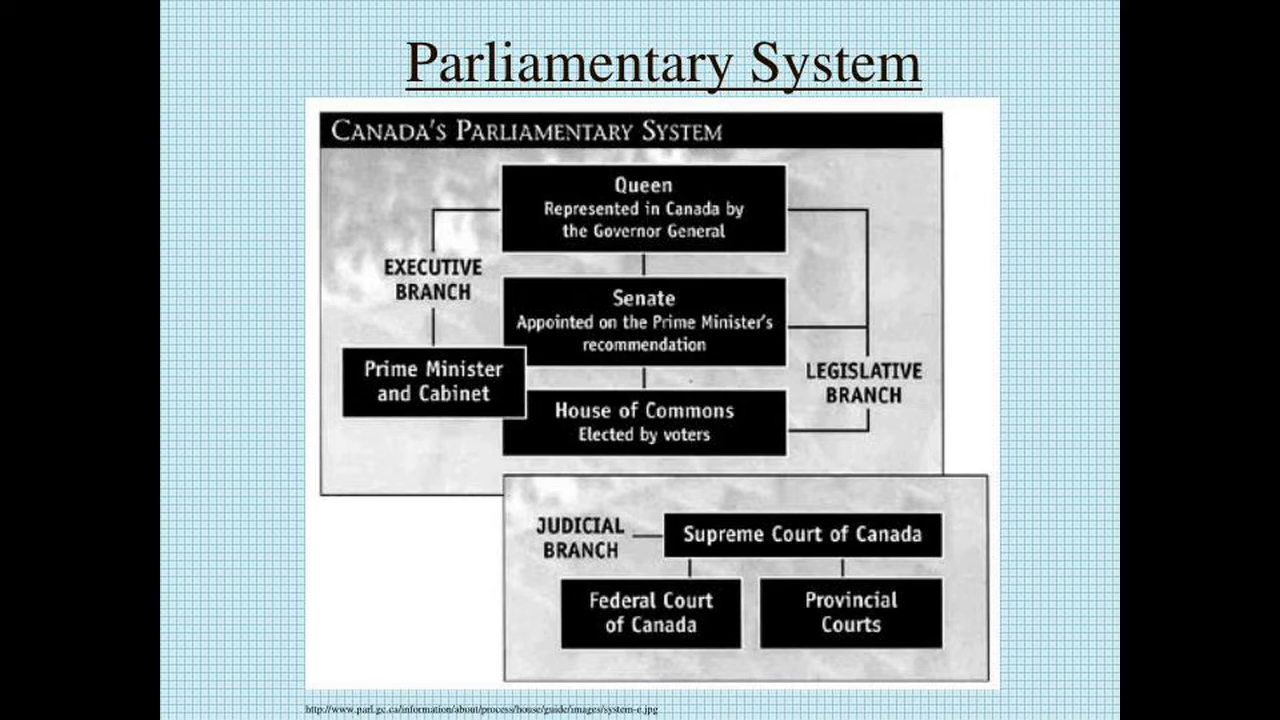 Parliamentary System
CANADA'S PARLIAMENTARY SYSTEM
Queen
Represented in Canada by
the Governor General
EXECUTIVE
BRANCH
Senate
Appointed on the Prime Minister's
recommendation
Prime Minister
and Cabinet
LEGISLATIVE
BRANCH
House of Commons
Elected by voters
JUDICIAL
BRANCH
Supreme Court of Canada
Federal Court
of Canada
Provincial
Courts
http://www.parl.gc.ca/information/about/process/house/guide/images/system-e.jpg